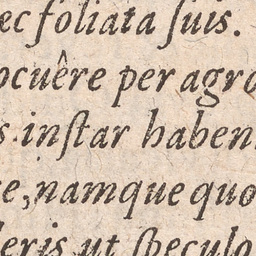 ec foliata ſuis.
ocuêre per agro
s inſtar haben
e, namque quo
leris ut ſpeculo